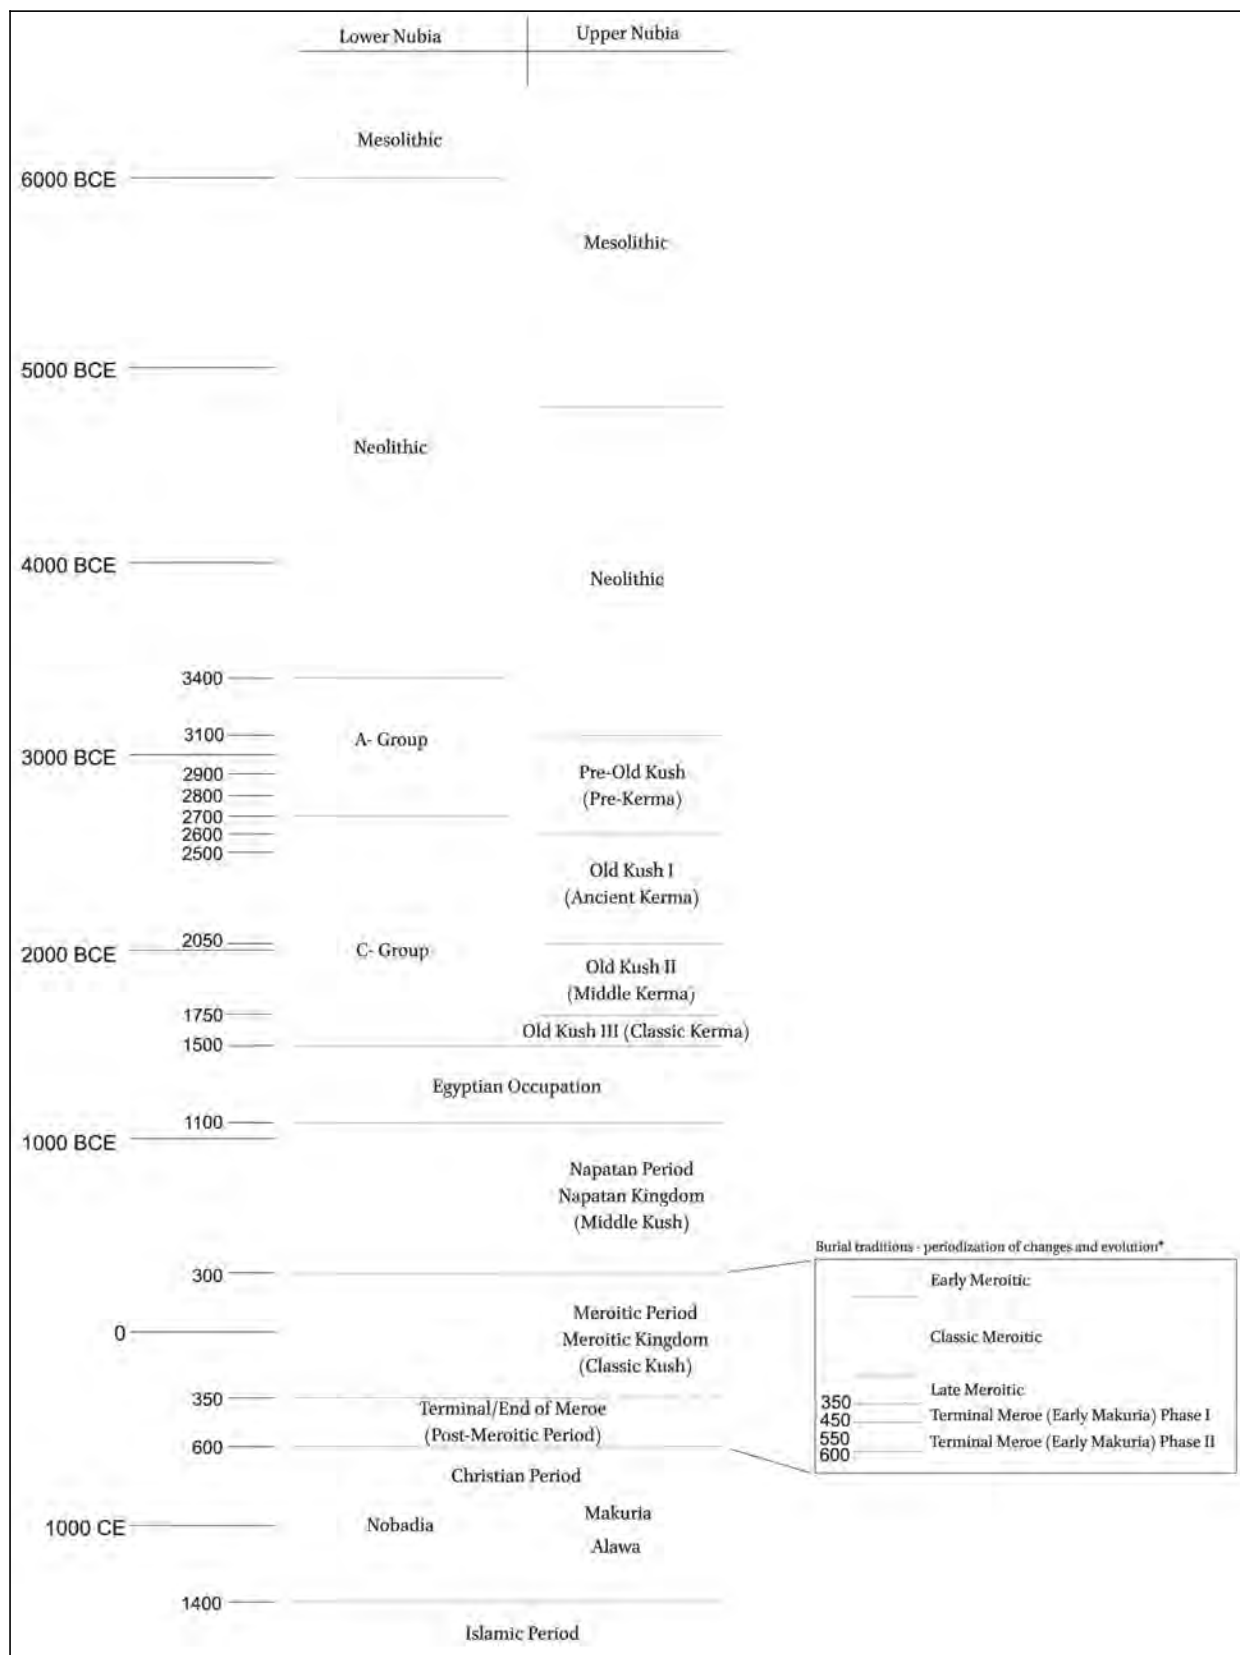 Lower Nubia
Upper Nubia
Mesolithic
6000 BCE
Mesolithic
5000 BCE
Neolithic
4000 BCE
Neolithic
3400
3100
A- Group
3000 BCE
2900
Pre-Old Kush
2800
(Pre-Kerma)
2700
2600
2500
Old Kush I
(Ancient Kerma)
2050
2000 BCE
C- Group
Old Kush II
(Middle Kerma)
1750
Old Kush III (Classic Kerma)
1500
Egyptian Occupation
1100
1000 BCE
Napatan Period
Napatan Kingdom
(Middle Kush)
300
Meroitic Period
0
Meroitic Kingdom
(Classic Kush)
350
Terminal/End of Meroe
(Post-Meroitic Period)
600
Christian Period
1000 CE
Nobadia
Makuria
Alawa
1400
Islamic Period
Burial traditions - periodization of changes and evolution*
Early Meroitic
Classic Meroitic
Late Meroitic
350
Terminal Meroe (Early Makuria) Phase I
450
550
Terminal Meroe (Early Makuria) Phase II
600